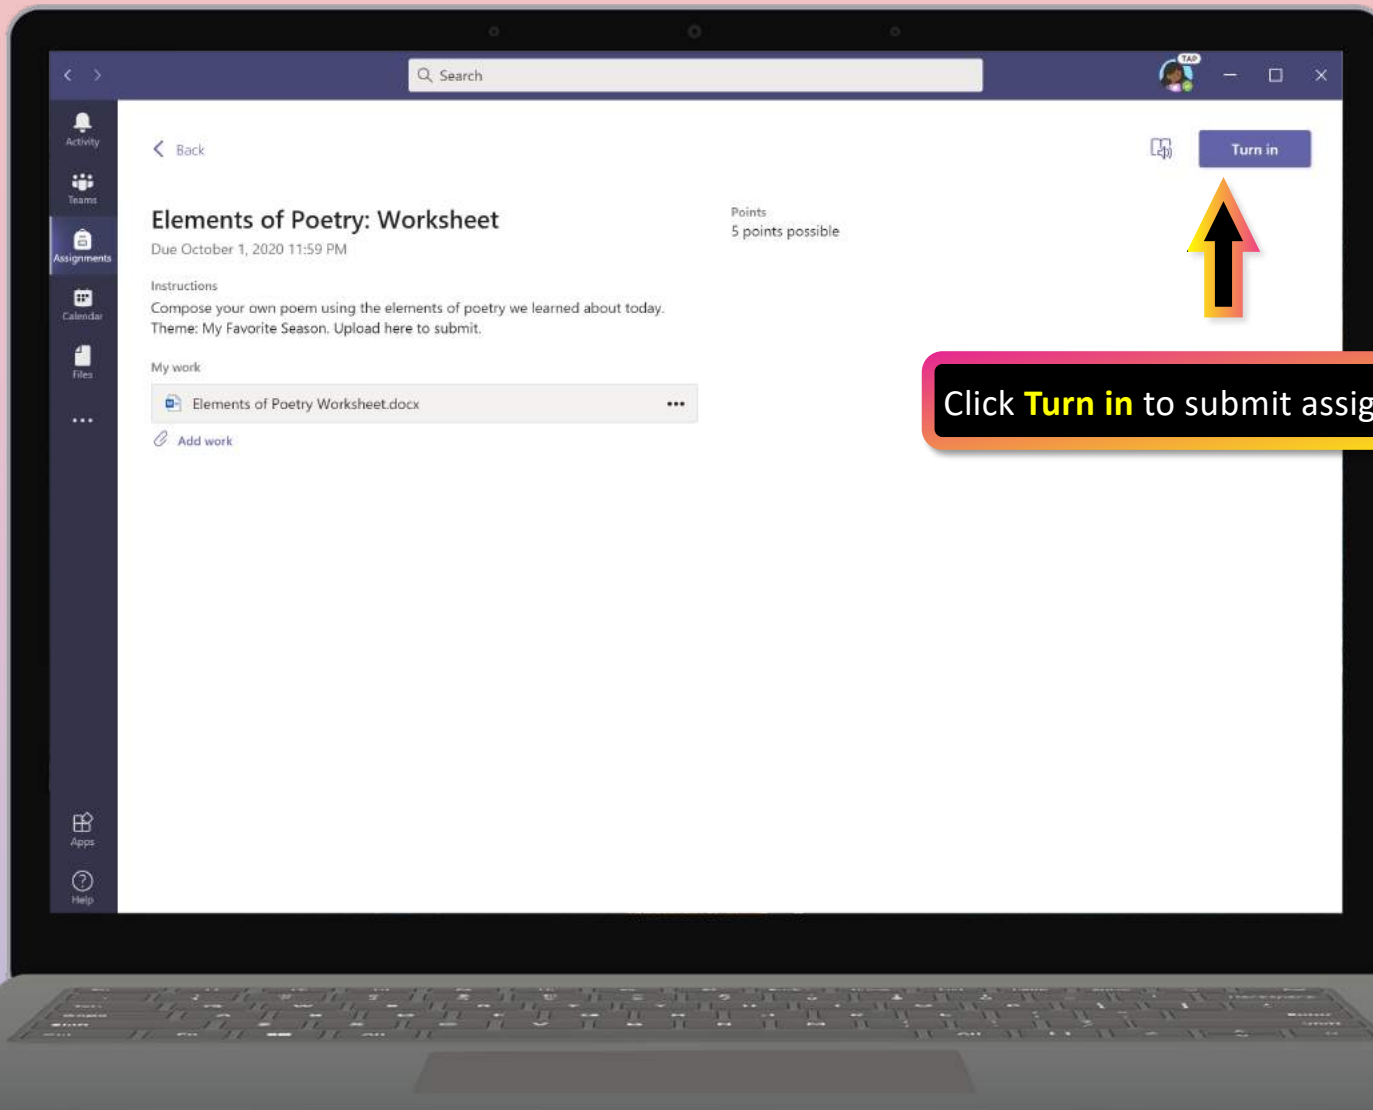 Search
TAP
Activity
Back
Turn in
Teams
Elements of Poetry: Worksheet
Points
5 points possible
Due October 1, 2020 11:59 PM
Assignments
Instructions
Compose your own poem using the elements of poetry we learned about today.
Theme: My Favorite Season. Upload here to submit.
Calendar
My work
Files
Elements of Poetry Worksheet.docx
Click Turn in to submit assig
Add work
Apps
Help